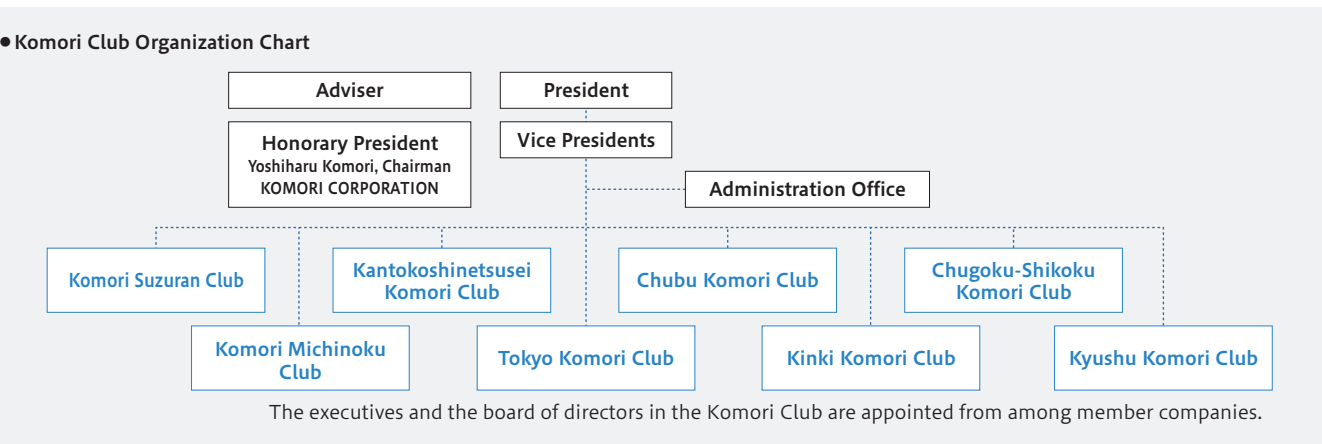 ● Komori Club Organization Chart
Adviser
President
Honorary President
Yoshiharu Komori, Chairman
KOMORI CORPORATION
Vice Presidents
Administration Office
Komori Suzuran Club
Kantokoshinetsusei
Komori Club
Chubu Komori Club
Chugoku-Shikoku
Komori Club
Komori Michinoku
Club
Tokyo Komori Club
Kinki Komori Club
Kyushu Komori Club
The executives and the board of directors in the Komori Club are appointed from among member companies.